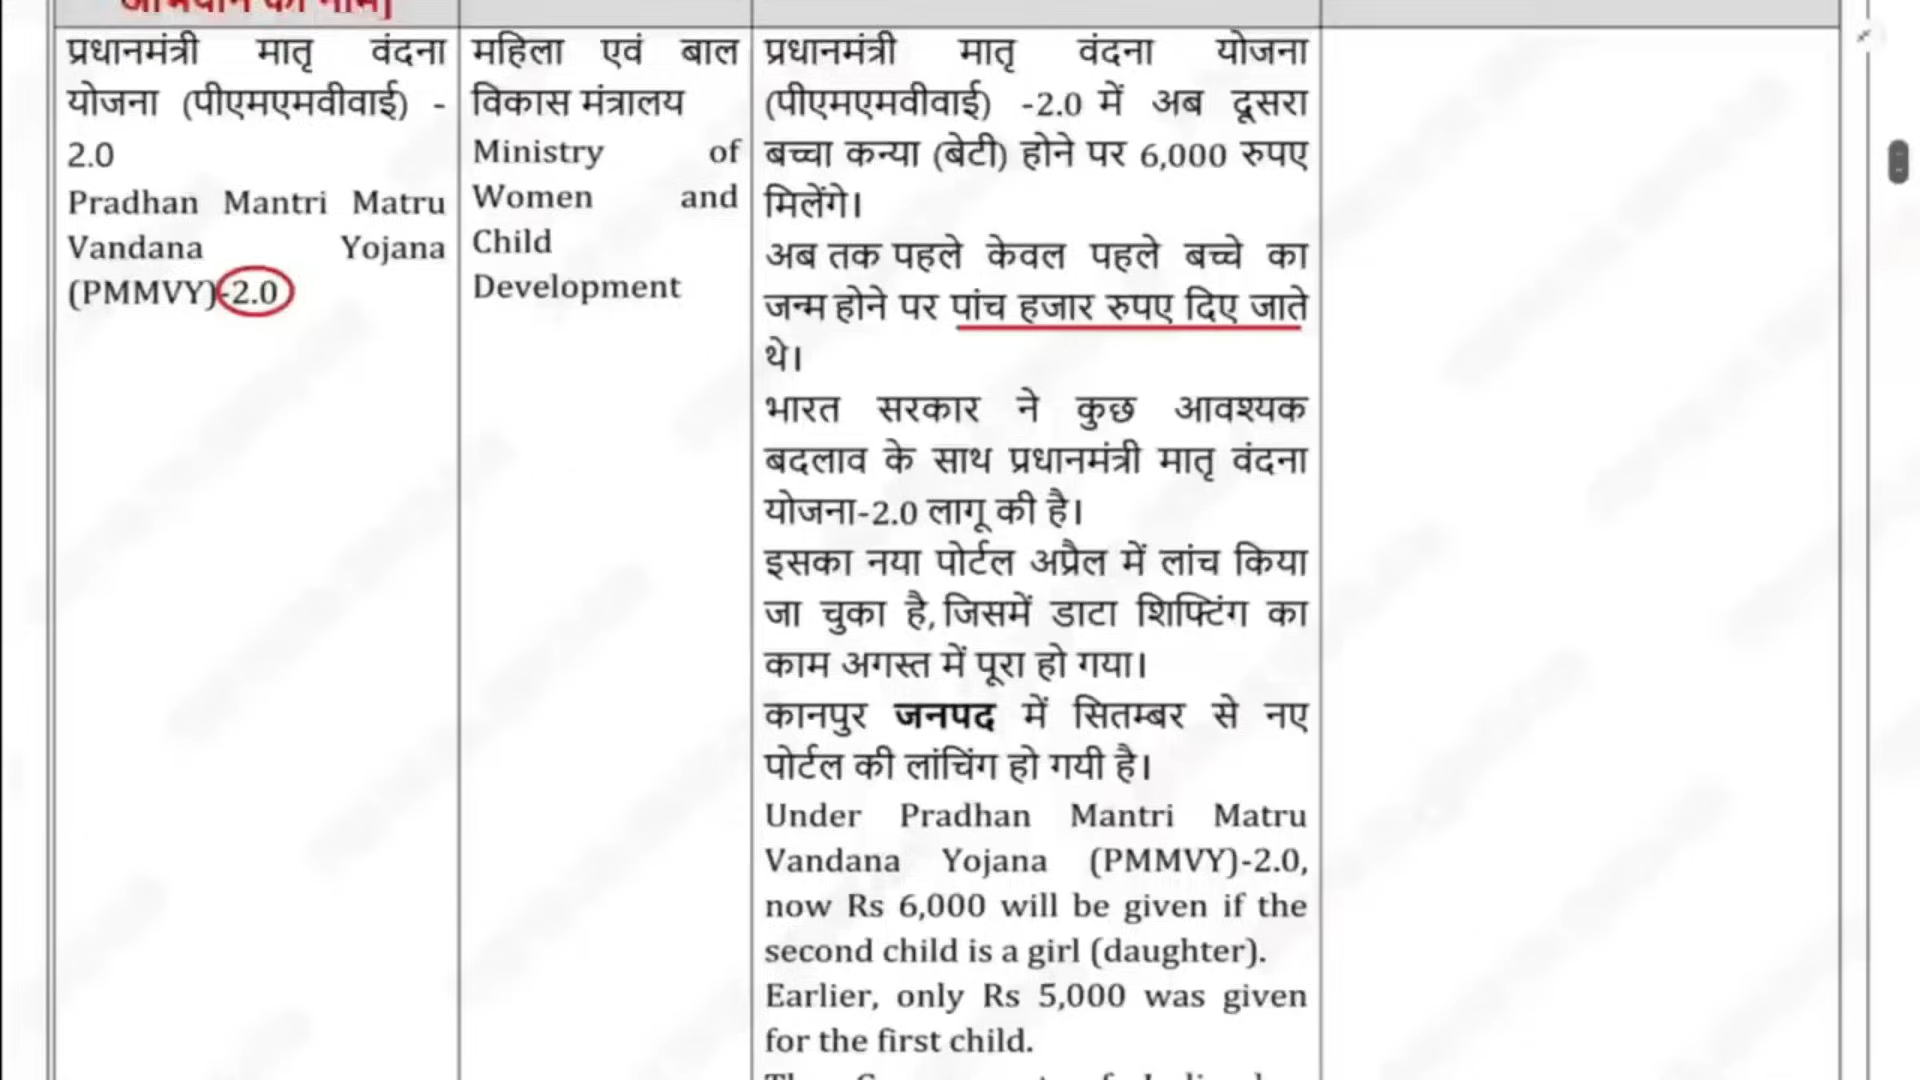 प्रधानमंत्री मातृ वंदना
योजना (पीएमएमवीवाई) -
2.0
Pradhan Mantri Matru
Vandana Yojana
(PMMVY)-2.0
महिला एवं बाल
विकास मंत्रालय
Ministry of
Women and
Child
Development
प्रधानमंत्री मातृ वंदना योजना
(पीएमएमवीवाई) -2.0 में अब दूसरा
बच्चा कन्या (बेटी) होने पर 6,000 रुपए
मिलेंगे।
अब तक पहले केवल पहले बच्चे का
जन्म होने पर पांच हजार रुपए दिए जाते
थे।
भारत सरकार ने कुछ आवश्यक
बदलाव के साथ प्रधानमंत्री मातृ वंदना
योजना-2.0 लागू की है।
इसका नया पोर्टल अप्रैल में लांच किया
जा चुका है, जिसमें डाटा शिफ्टिंग का
काम अगस्त में पूरा हो गया।
कानपुर जनपद में सितम्बर से नए
पोर्टल की लांचिंग हो गयी है।
Under Pradhan Mantri Matru
Vandana Yojana (PMMVY)-2.0,
now Rs 6,000 will be given if the
second child is a girl (daughter).
Earlier, only Rs 5,000 was given
for the first child.